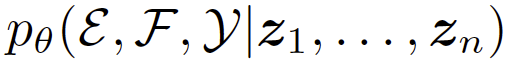 p_θ(ℰ, ℱ, 𝒴|𝒛_1, . . . , 𝒛_n)